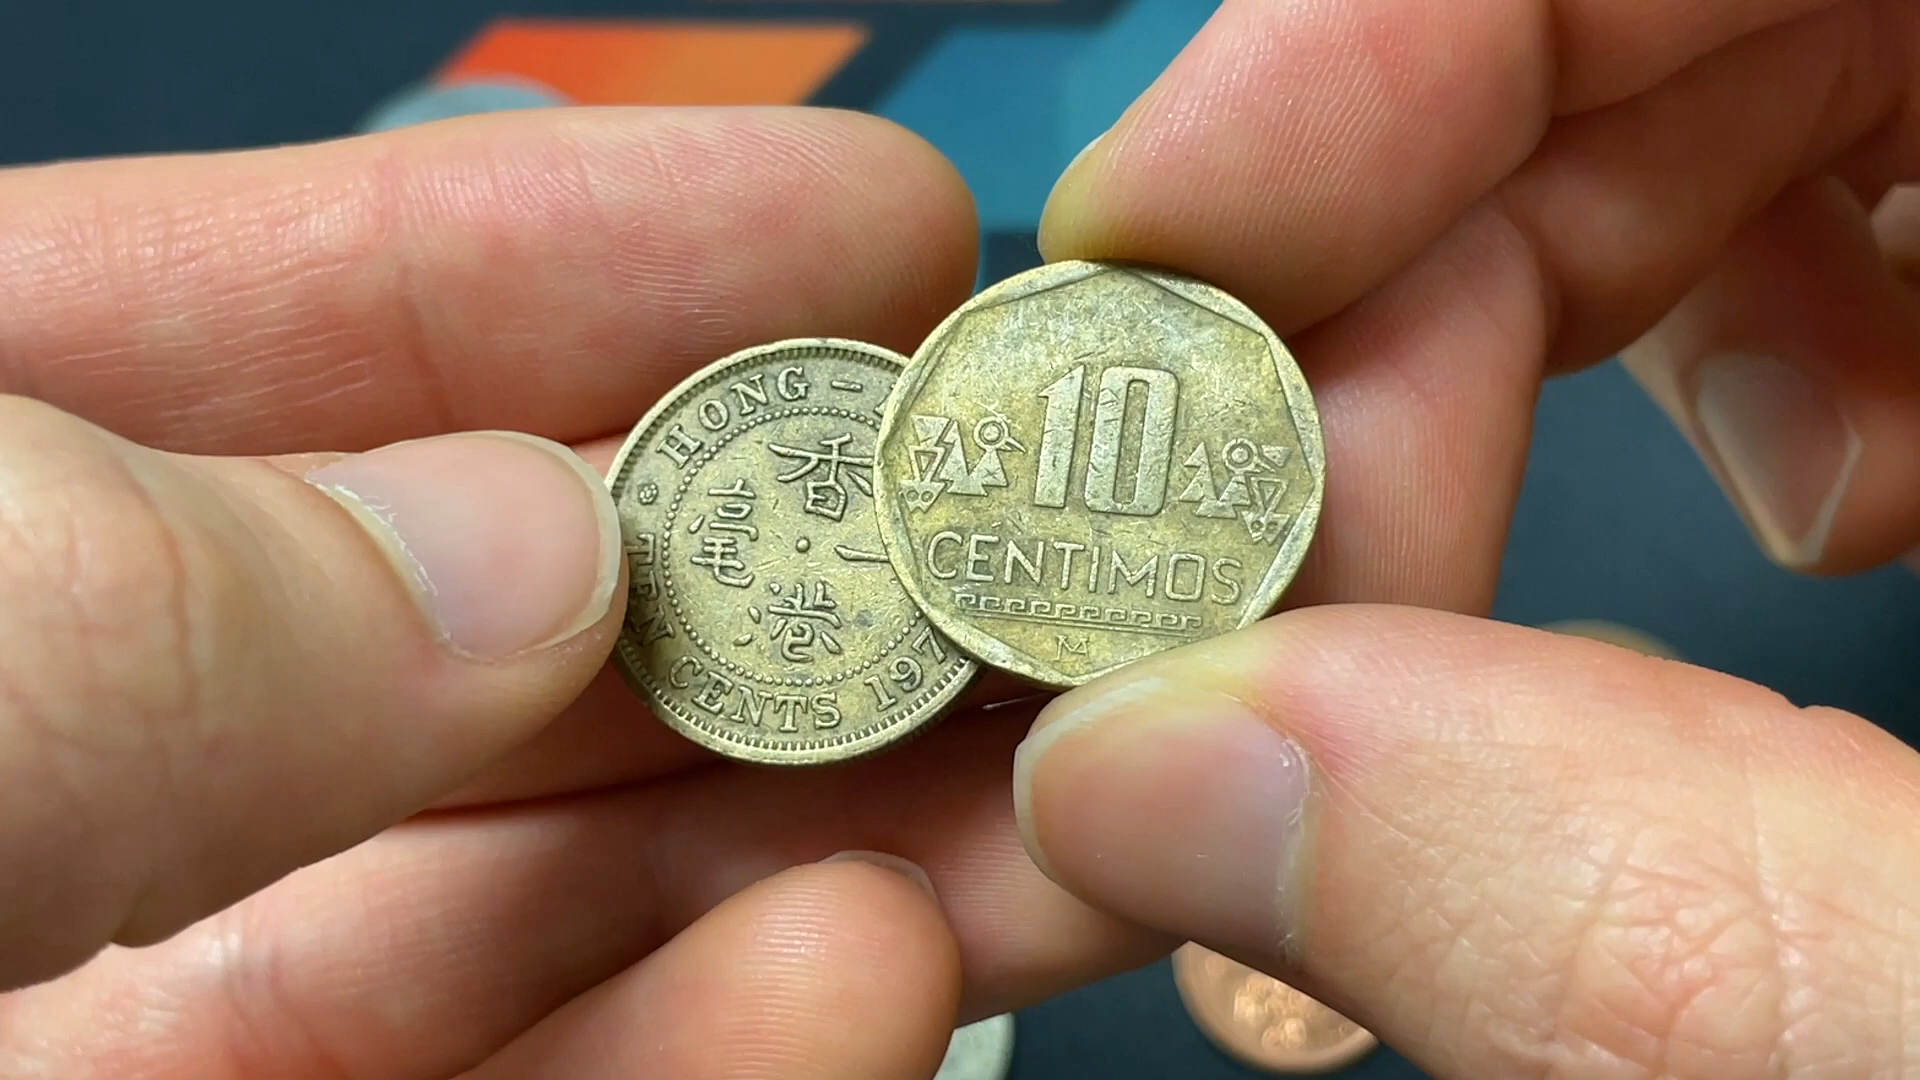 HONG -
香
毫 一
港
TEN CENTS 197
10
CENTIMOS
M